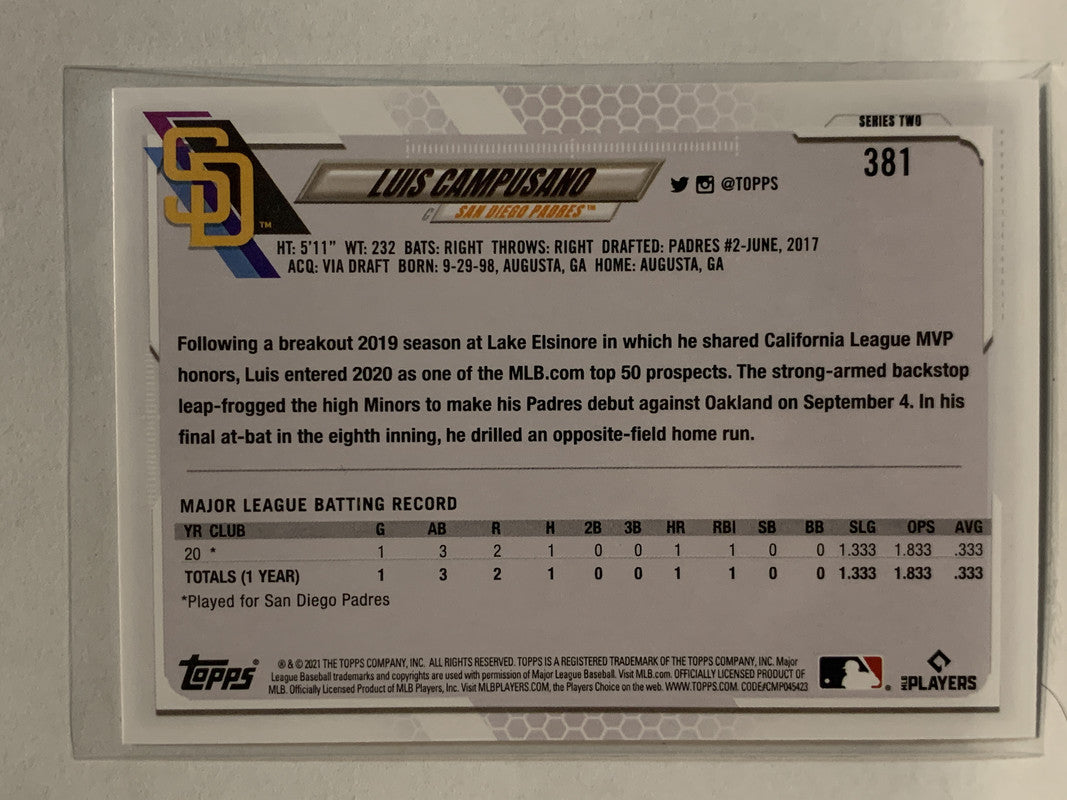 SERIES TWO
381
SD
TM
LUIS CAMPUSANO
@TOPPS
C SAN DIEGO PADRES™
HT: 5'11" WT: 232 BATS: RIGHT THROWS: RIGHT DRAFTED: PADRES #2-JUNE, 2017
ACQ: VIA DRAFT BORN: 9-29-98, AUGUSTA, GA HOME: AUGUSTA, GA
Following a breakout 2019 season at Lake Elsinore in which he shared California League MVP
honors, Luis entered 2020 as one of the MLB.com top 50 prospects. The strong-armed backstop
leap-frogged the high Minors to make his Padres debut against Oakland on September 4. In his
final at-bat in the eighth inning, he drilled an opposite-field home run.
MAJOR LEAGUE BATTING RECORD
YR CLUB G AB R H 2B 3B HR RBI SB BB SLG OPS AVG
20 * 1 3 2 1 0 0 1 1 0 0 1.333 1.833 .333
TOTALS (1 YEAR) 1 3 2 1 0 0 1 1 0 0 1.333 1.833 .333
*Played for San Diego Padres
Topps®
® & © 2021 THE TOPPS COMPANY, INC. ALL RIGHTS RESERVED. TOPPS IS A REGISTERED TRADEMARK OF THE TOPPS COMPANY, INC. Major
League Baseball trademarks and copyrights are used with permission of Major League Baseball. Visit MLB.com. OFFICIALLY LICENSED PRODUCT OF
MLB. Officially Licensed Product of MLB Players, Inc. Visit MLBPLAYERS.COM, the Players Choice on the web. WWW.TOPPS.COM. CODE#CMP045423
MLB PLAYERS